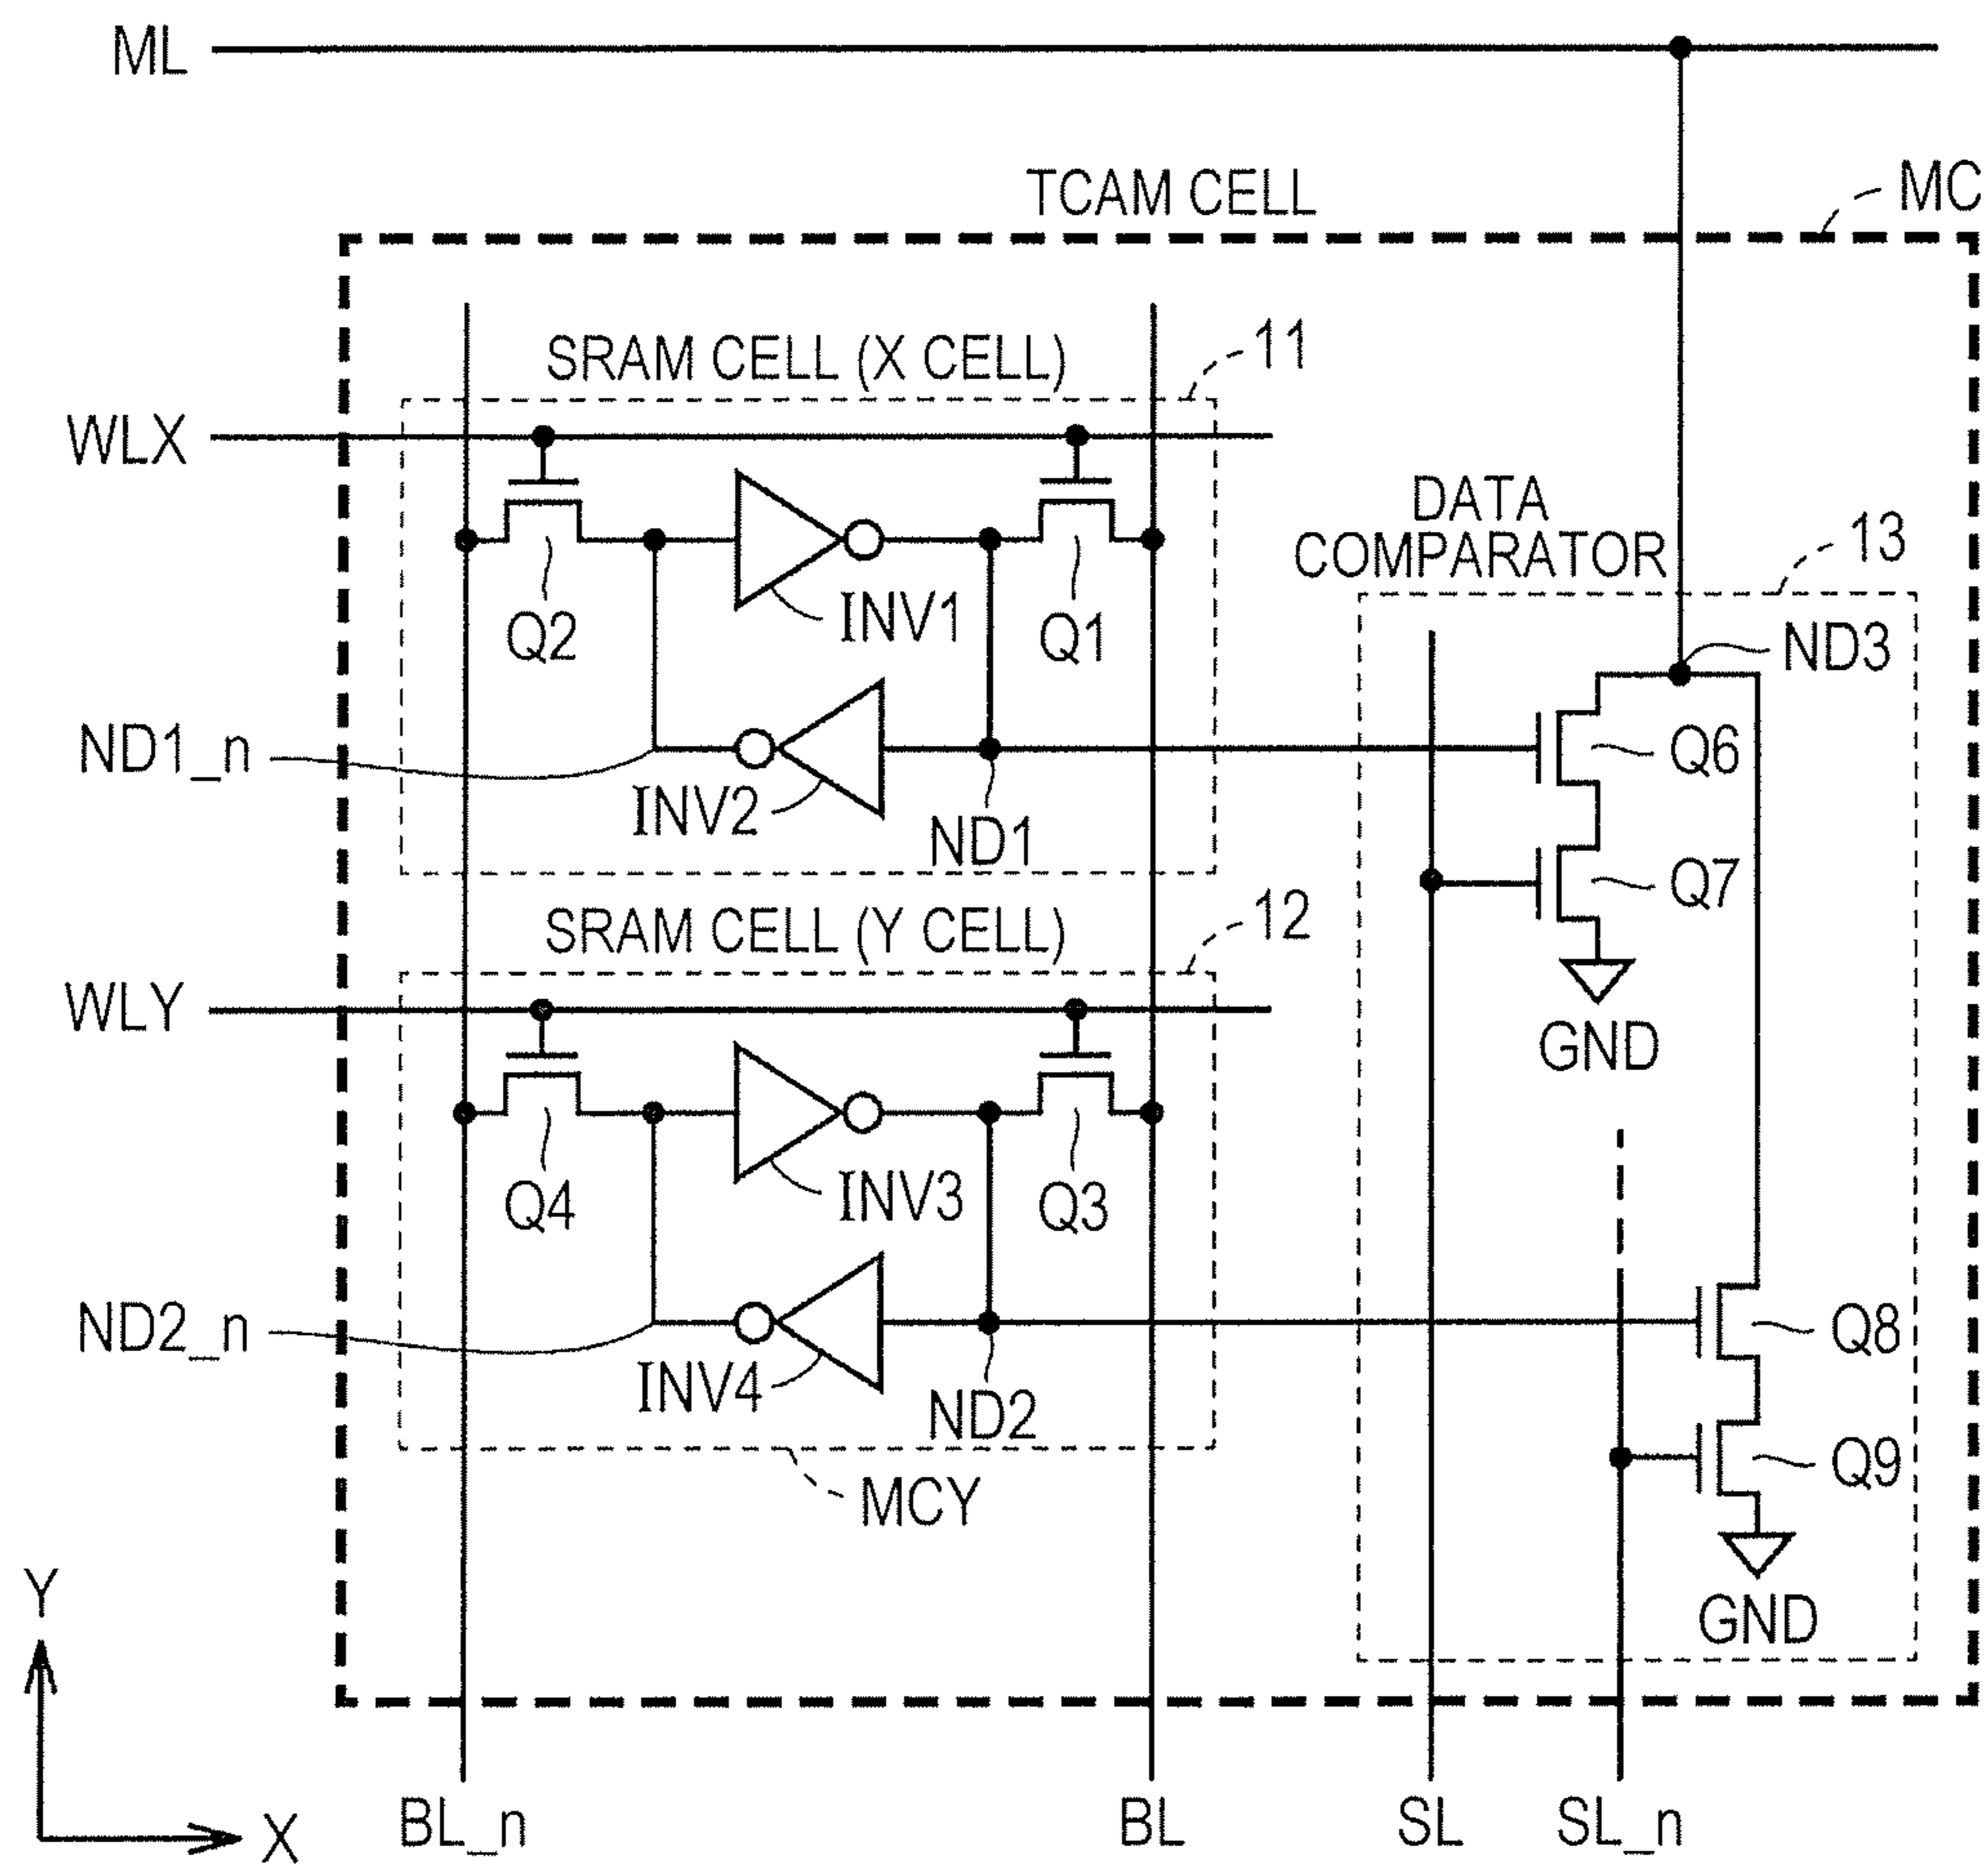 ML
TCAM CELL
MC
SRAM CELL (X CELL)
11
WLX
DATA
COMPARATOR
13
Q2
INV1
Q1
ND3
ND1_n
Q6
INV2
ND1
Q7
SRAM CELL (Y CELL)
12
WLY
GND
Q4
INV3
Q3
ND2_n
Q8
INV4
ND2
Q9
MCY
GND
Y
X
BL_n
BL
SL
SL_n